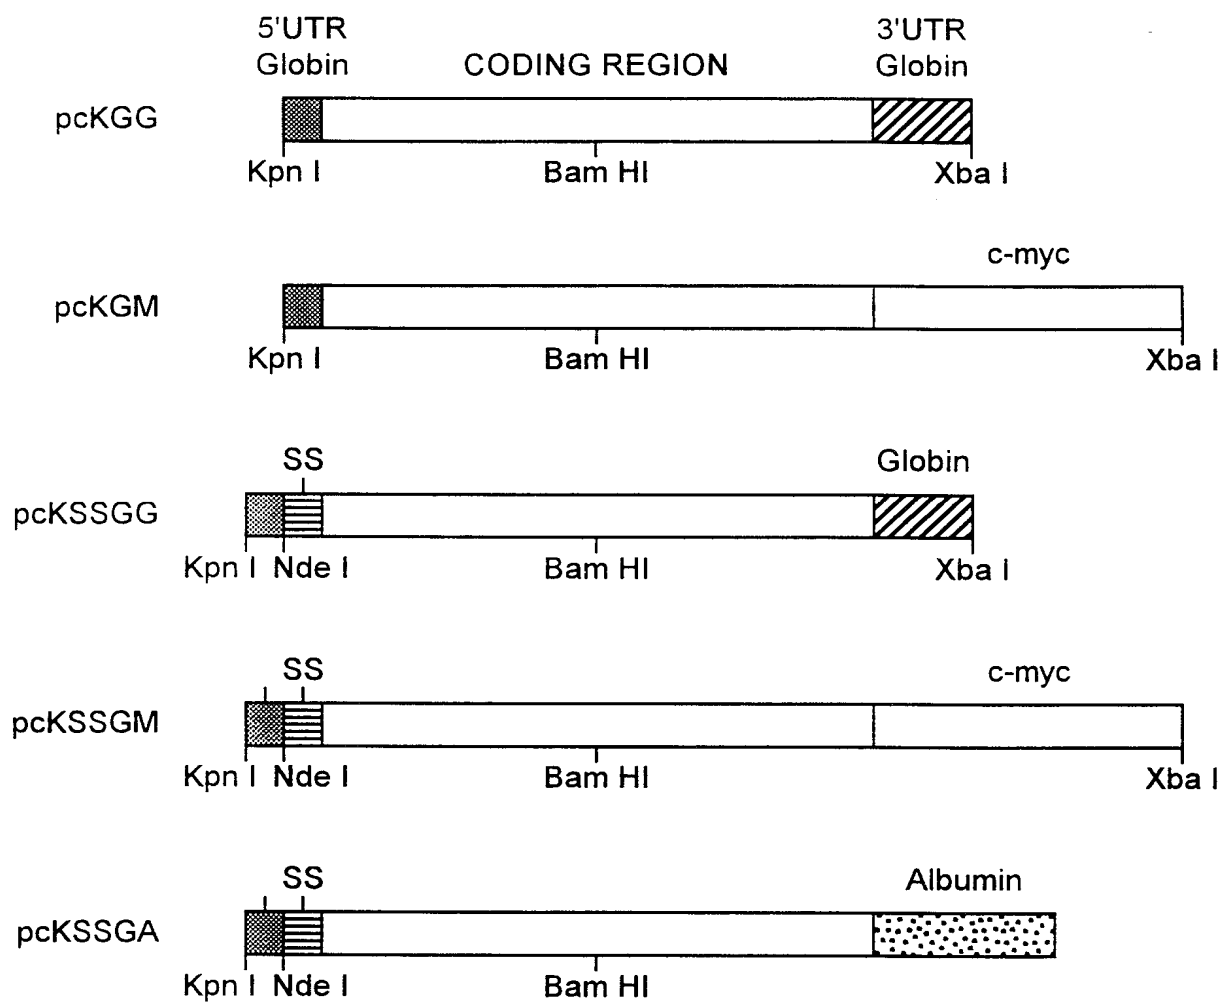 5'UTR 3'UTR
Globin CODING REGION Globin
pcKGG
Kpn I Bam HI Xba I
c-myc
pcKGM
Kpn I Bam HI Xba I
SS Globin
pcKSSGG
Kpn I Nde I Bam HI Xba I
SS c-myc
pcKSSGM
Kpn I Nde I Bam HI Xba I
SS Albumin
pcKSSGA
Kpn I Nde I Bam HI